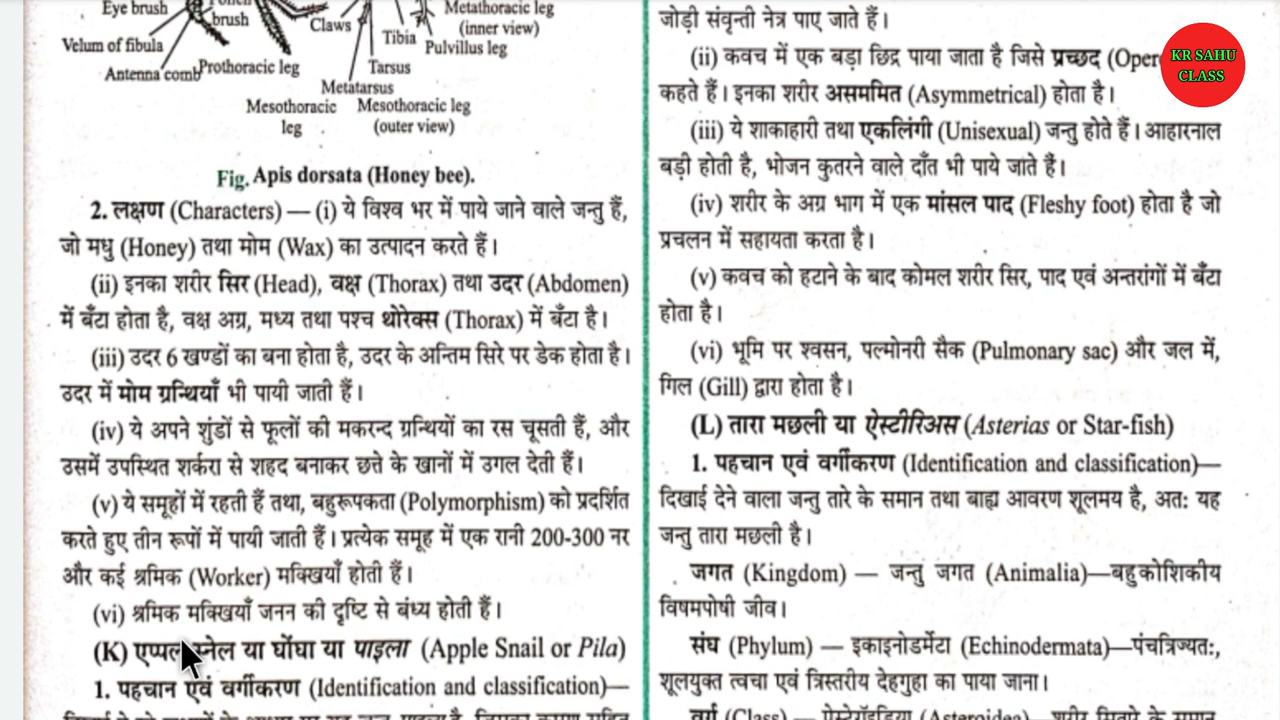 Eye brush
brush
Velum of fibula
Antenna comb
Prothoracic leg
Claws
Tibia
Tarsus
Metatarsus
Metathoracic leg
(inner view)
Pulvillus leg
Mesothoracic
leg
Mesothoracic leg
(outer view)
Fig. Apis dorsata (Honey bee).
2. लक्षण (Characters) — (i) ये विश्व भर में पाये जाने वाले जन्तु हैं,
जो मधु (Honey) तथा मोम (Wax) का उत्पादन करते हैं।
(ii) इनका शरीर सिर (Head), वक्ष (Thorax) तथा उदर (Abdomen)
में बँटा होता है, वक्ष अग्र, मध्य तथा पश्च थोरेक्स (Thorax) में बँटा है।
(iii) उदर 6 खण्डों का बना होता है, उदर के अन्तिम सिरे पर डेक होता है।
उदर में मोम ग्रन्थियाँ भी पायी जाती हैं।
(iv) ये अपने शुंडों से फूलों की मकरन्द ग्रन्थियों का रस चूसती हैं, और
उसमें उपस्थित शर्करा से शहद बनाकर छत्ते के खानों में उगल देती हैं।
(v) ये समूहों में रहती हैं तथा, बहुरूपकता (Polymorphism) को प्रदर्शित
करते हुए तीन रूपों में पायी जाती हैं। प्रत्येक समूह में एक रानी 200-300 नर
और कई श्रमिक (Worker) मक्खियाँ होती हैं।
(vi) श्रमिक मक्खियाँ जनन की दृष्टि से बंध्य होती हैं।
(K) एप्पल स्नेल या घोंघा या पाइला (Apple Snail or Pila)
1. पहचान एवं वर्गीकरण (Identification and classification)—
जोड़ी संवृन्ती नेत्र पाए जाते हैं।
(ii) कवच में एक बड़ा छिद्र पाया जाता है जिसे प्रच्छद (Oper
कहते हैं। इनका शरीर असममित (Asymmetrical) होता है।
(iii) ये शाकाहारी तथा एकलिंगी (Unisexual) जन्तु होते हैं। आहारनाल
बड़ी होती है, भोजन कुतरने वाले दाँत भी पाये जाते हैं।
(iv) शरीर के अग्र भाग में एक मांसल पाद (Fleshy foot) होता है जो
प्रचलन में सहायता करता है।
(v) कवच को हटाने के बाद कोमल शरीर सिर, पाद एवं अन्तरांगों में बँटा
होता है।
(vi) भूमि पर श्वसन, पल्मोनरी सैक (Pulmonary sac) और जल में,
गिल (Gill) द्वारा होता है।
(L) तारा मछली या ऐस्टीरिअस (Asterias or Star-fish)
1. पहचान एवं वर्गीकरण (Identification and classification)—
दिखाई देने वाला जन्तु तारे के समान तथा बाह्य आवरण शूलमय है, अतः यह
जन्तु तारा मछली है।
जगत (Kingdom) — जन्तु जगत (Animalia)—बहुकोशिकीय
विषमपोषी जीव।
संघ (Phylum) — इकाइनोडर्मेटा (Echinodermata)—पंचत्रिज्यतः,
शूलयुक्त त्वचा एवं त्रिस्तरीय देहगुहा का पाया जाना।
वर्ग (Class) — ऐस्टेरॉइडिया (Asteroidea)—शरीर सितारे के समान
KR SAHU
CLASS